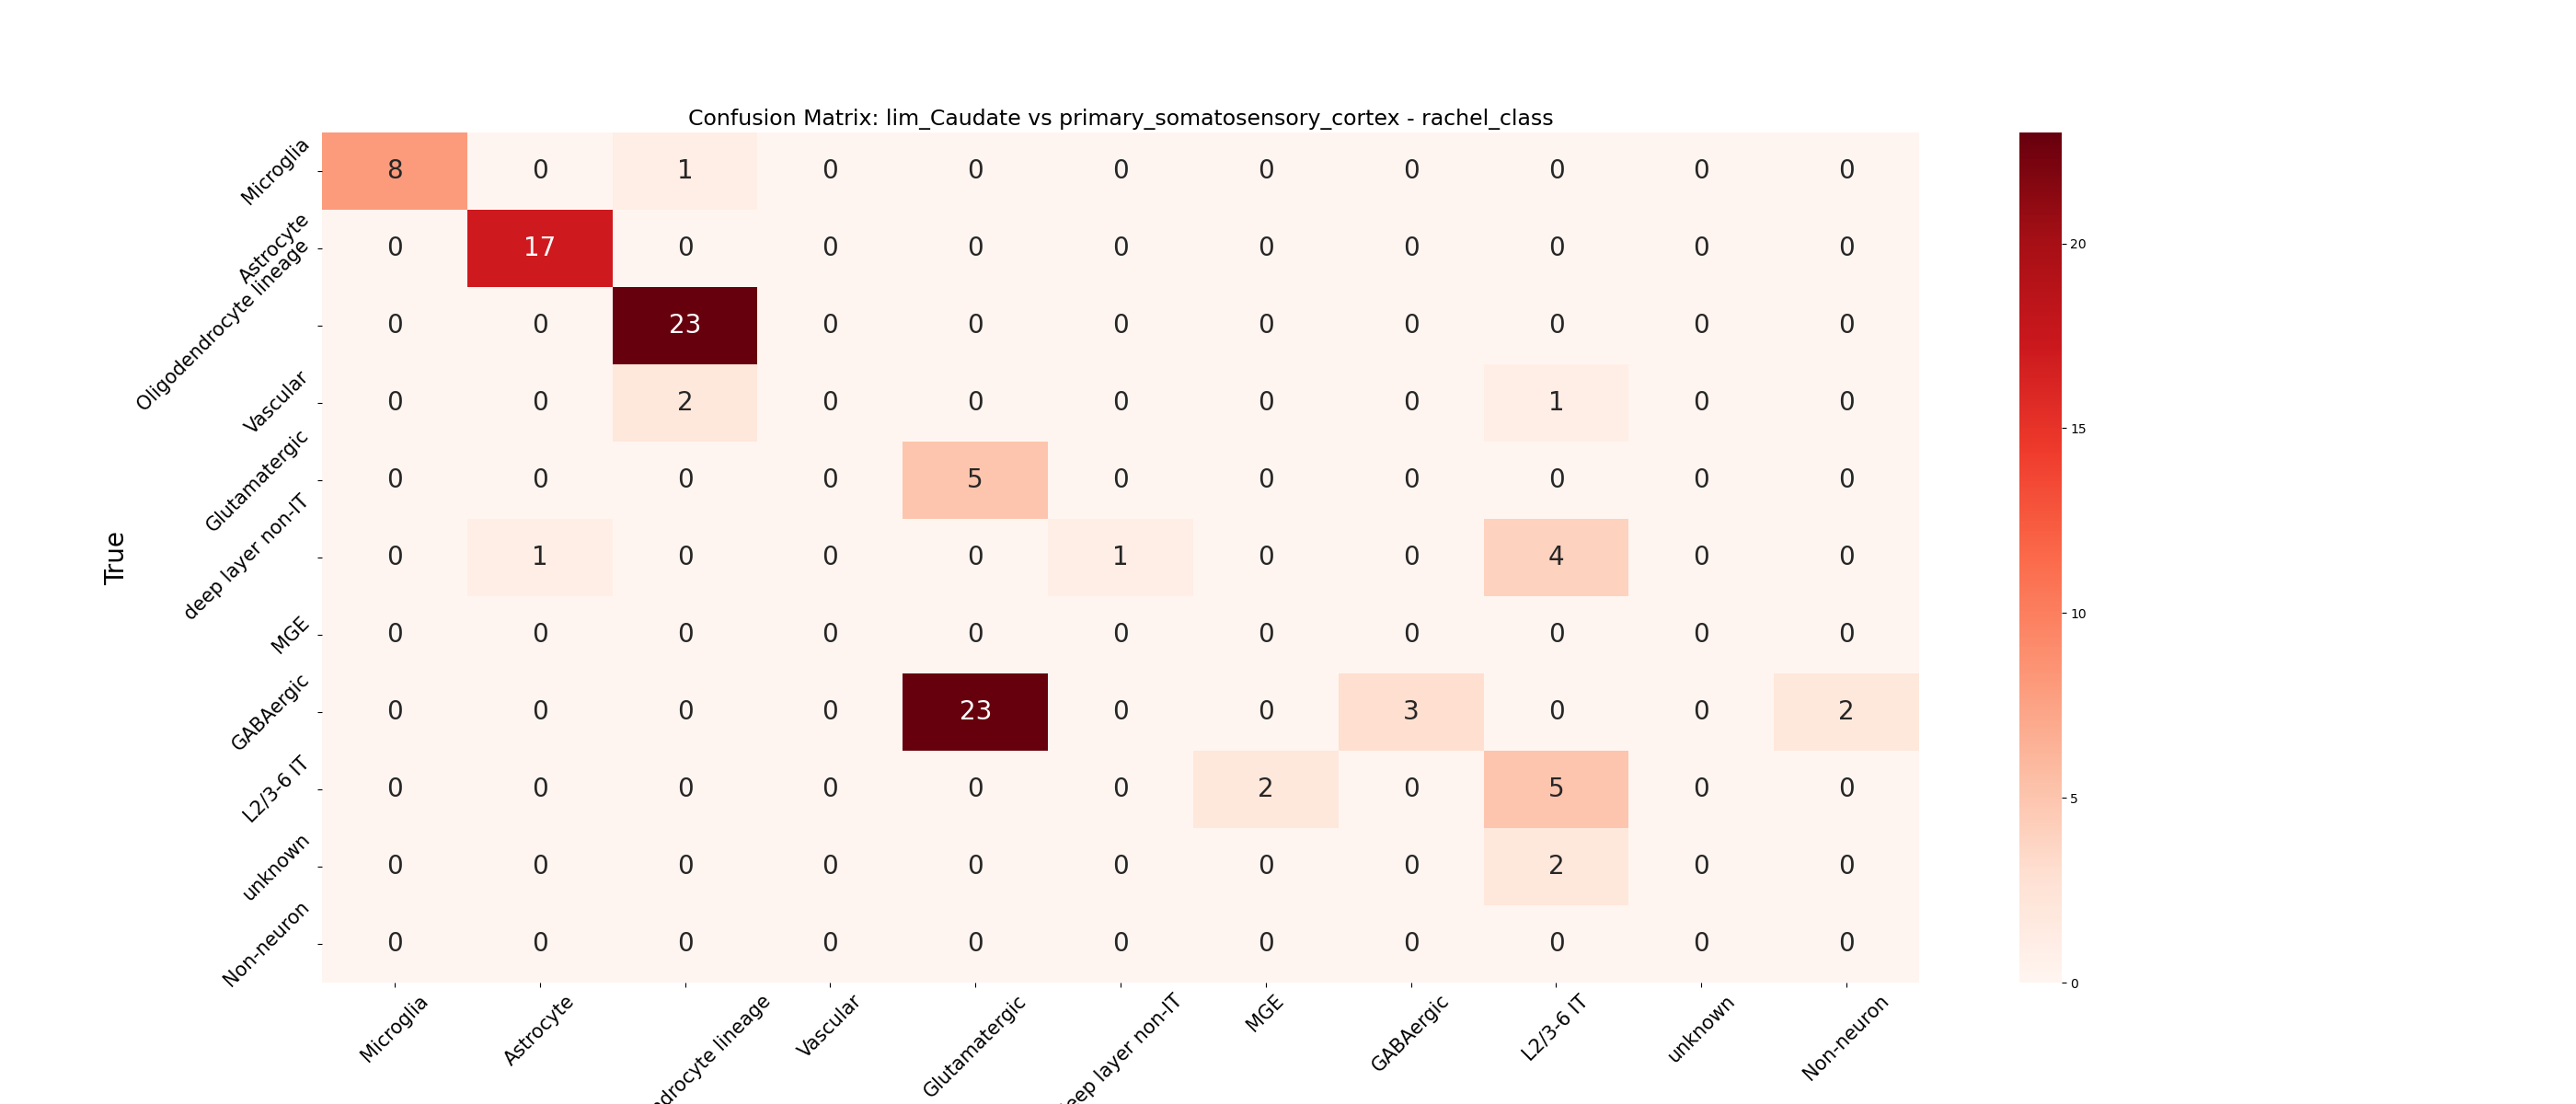 Confusion Matrix: lim_Caudate vs primary_somatosensory_cortex - rachel_class
Microglia 8 0 1 0 0 0 0 0 0 0 0
Astrocyte 0 17 0 0 0 0 0 0 0 0 0
Oligodendrocyte lineage 0 0 23 0 0 0 0 0 0 0 0
Vascular 0 0 2 0 0 0 0 0 1 0 0
Glutamatergic 0 0 0 0 5 0 0 0 0 0 0
deep layer non-IT 0 1 0 0 0 1 0 0 4 0 0
MGE 0 0 0 0 0 0 0 0 0 0 0
GABAergic 0 0 0 0 23 0 0 3 0 0 2
L2/3-6 IT 0 0 0 0 0 0 2 0 5 0 0
unknown 0 0 0 0 0 0 0 0 2 0 0
Non-neuron 0 0 0 0 0 0 0 0 0 0 0
True
Microglia
Astrocyte
ndrocyte lineage
Vascular
Glutamatergic
eep layer non-IT
MGE
GABAergic
L2/3-6 IT
unknown
Non-neuron
20
15
10
5
0